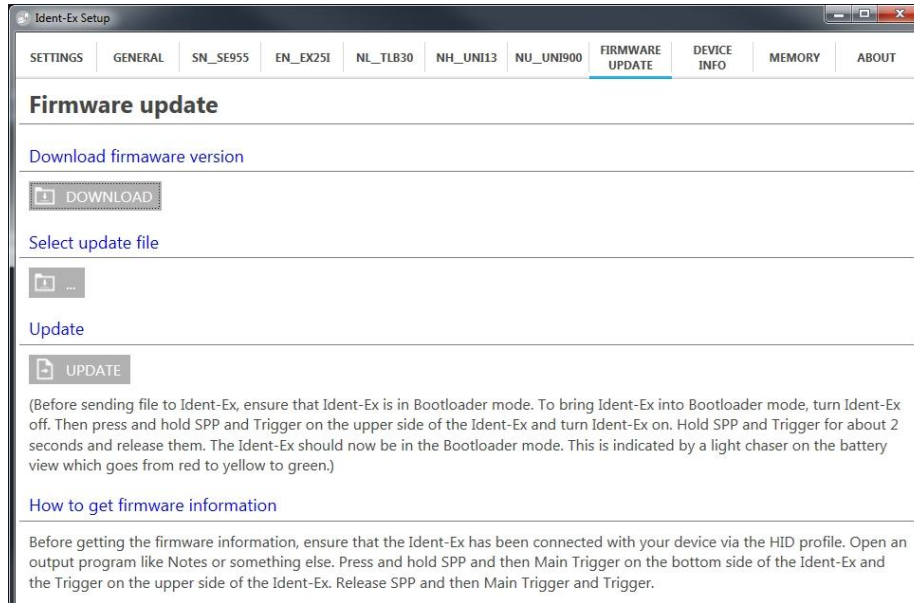 Ident-Ex Setup
SETTINGS GENERAL SN_SE955 EN_EX25I NL_TLB30 NH_UNI13 NU_UNI900 FIRMWARE UPDATE DEVICE INFO MEMORY ABOUT
Firmware update
Download firmaware version
DOWNLOAD
Select update file
...
Update
UPDATE
(Before sending file to Ident-Ex, ensure that Ident-Ex is in Bootloader mode. To bring Ident-Ex into Bootloader mode, turn Ident-Ex
off. Then press and hold SPP and Trigger on the upper side of the Ident-Ex and turn Ident-Ex on. Hold SPP and Trigger for about 2
seconds and release them. The Ident-Ex should now be in the Bootloader mode. This is indicated by a light chaser on the battery
view which goes from red to yellow to green.)
How to get firmware information
Before getting the firmware information, ensure that the Ident-Ex has been connected with your device via the HID profile. Open an
output program like Notes or something else. Press and hold SPP and then Main Trigger on the bottom side of the Ident-Ex and
the Trigger on the upper side of the Ident-Ex. Release SPP and then Main Trigger and Trigger.